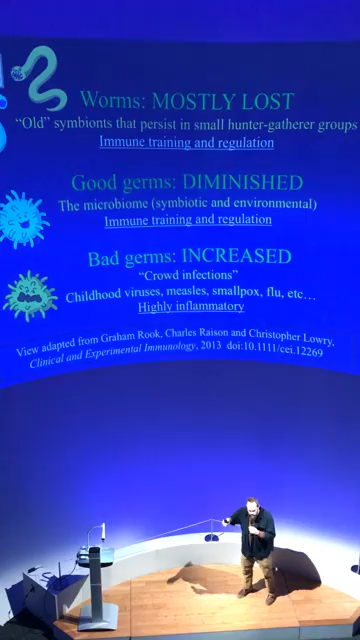 Worms: MOSTLY LOST
“Old” symbionts that persist in small hunter-gatherer groups
Immune training and regulation
Good germs: DIMINISHED
The microbiome (symbiotic and environmental)
Immune training and regulation
Bad germs: INCREASED
“Crowd infections”
Childhood viruses, measles, smallpox, flu, etc…
Highly inflammatory
View adapted from Graham Rook, Charles Raison and Christopher Lowry,
Clinical and Experimental Immunology, 2013 doi:10.1111/cei.12269